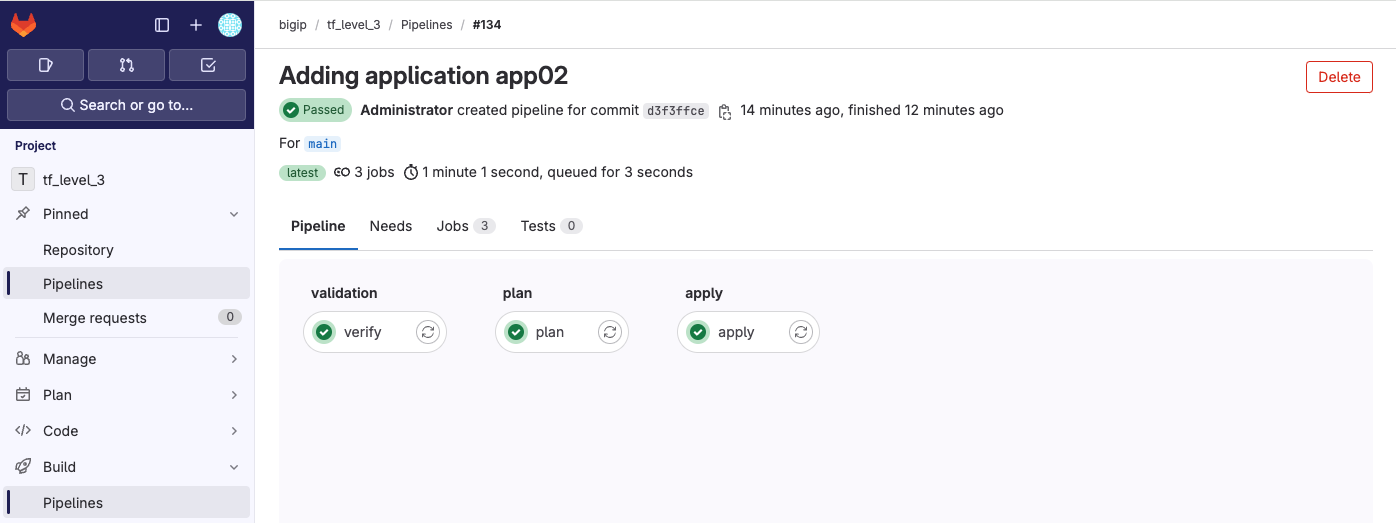 bigip / tf_level_3 / Pipelines / #134
Search or go to...
Project
T tf_level_3
Pinned
Repository
Pipelines
Merge requests 0
Manage
Plan
Code
Build
Pipelines
Adding application app02
Delete
Passed Administrator created pipeline for commit d3f3ffce 14 minutes ago, finished 12 minutes ago
For main
latest 3 jobs 1 minute 1 second, queued for 3 seconds
Pipeline Needs Jobs 3 Tests 0
validation plan apply
verify plan apply